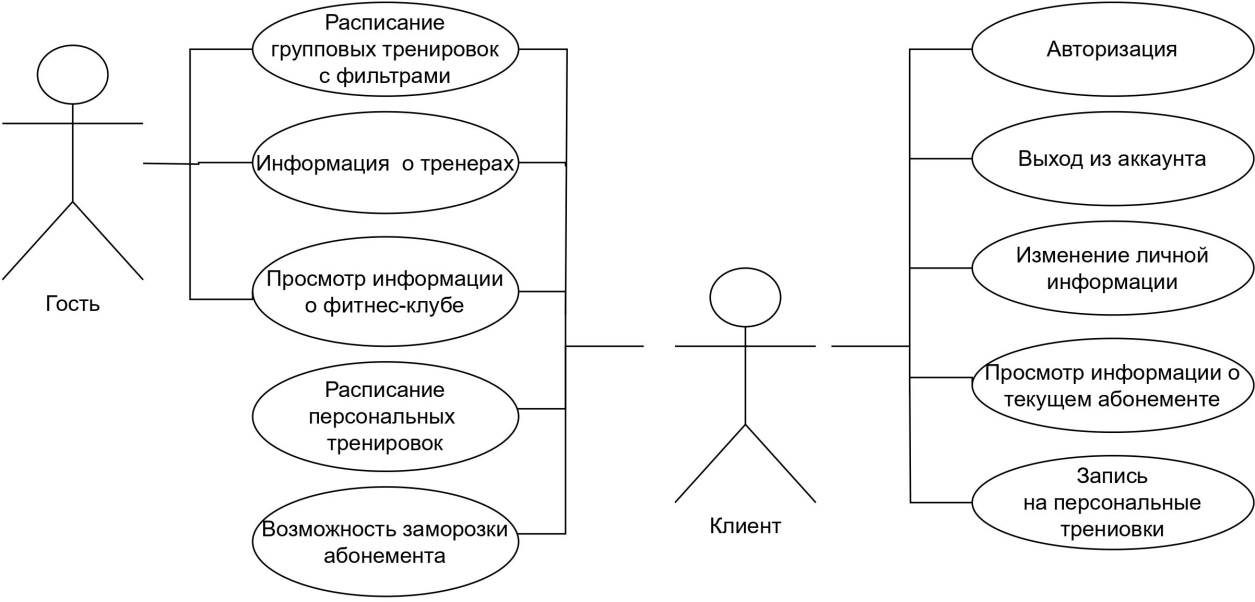 Расписание
групповых тренировок
с фильтрами
Информация о тренерах
Просмотр информации
о фитнес-клубе
Расписание
персональных
тренировок
Возможность заморозки
абонемента
Гость
Клиент
Авторизация
Выход из аккаунта
Изменение личной
информации
Просмотр информации о
текущем абонементе
Запись
на персональные
трениовки